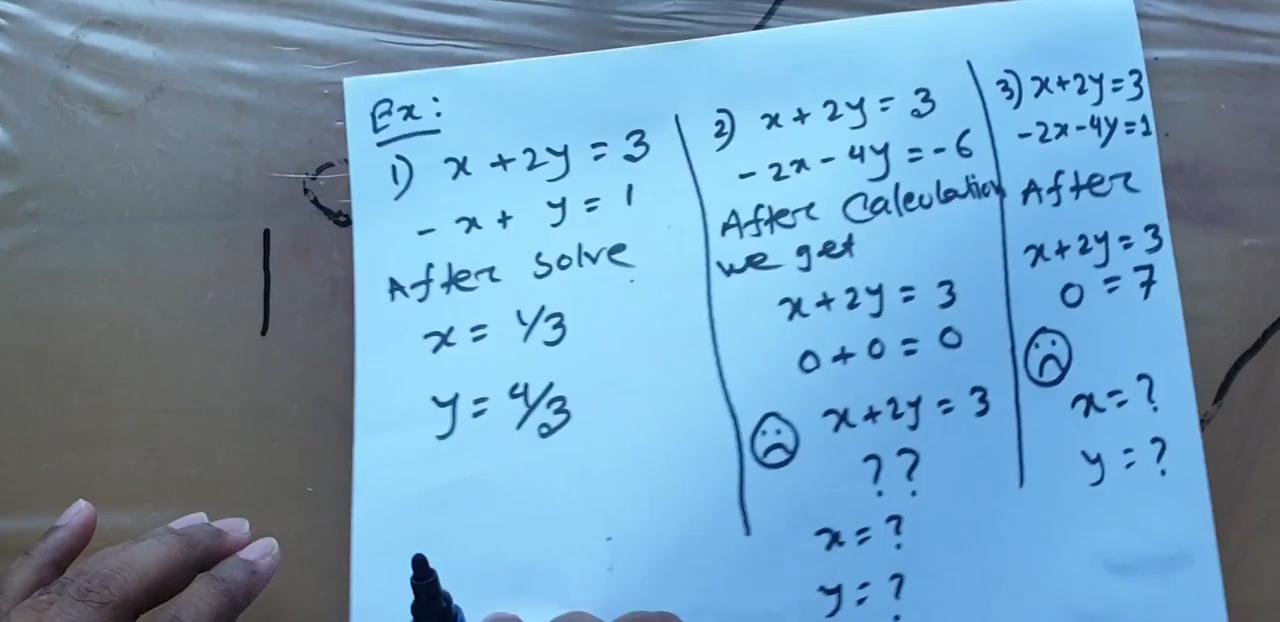 Ex:
1) x + 2y = 3
- x + y = 1
After solve
x = 1/3
y = 4/3
2) x + 2y = 3
- 2x - 4y = -6
After Calculation
we get
x + 2y = 3
0 + 0 = 0
x + 2y = 3
??
x = ?
y = ?
3) x + 2y = 3
- 2x - 4y = 1
After
x + 2y = 3
0 = 7
x = ?
y = ?